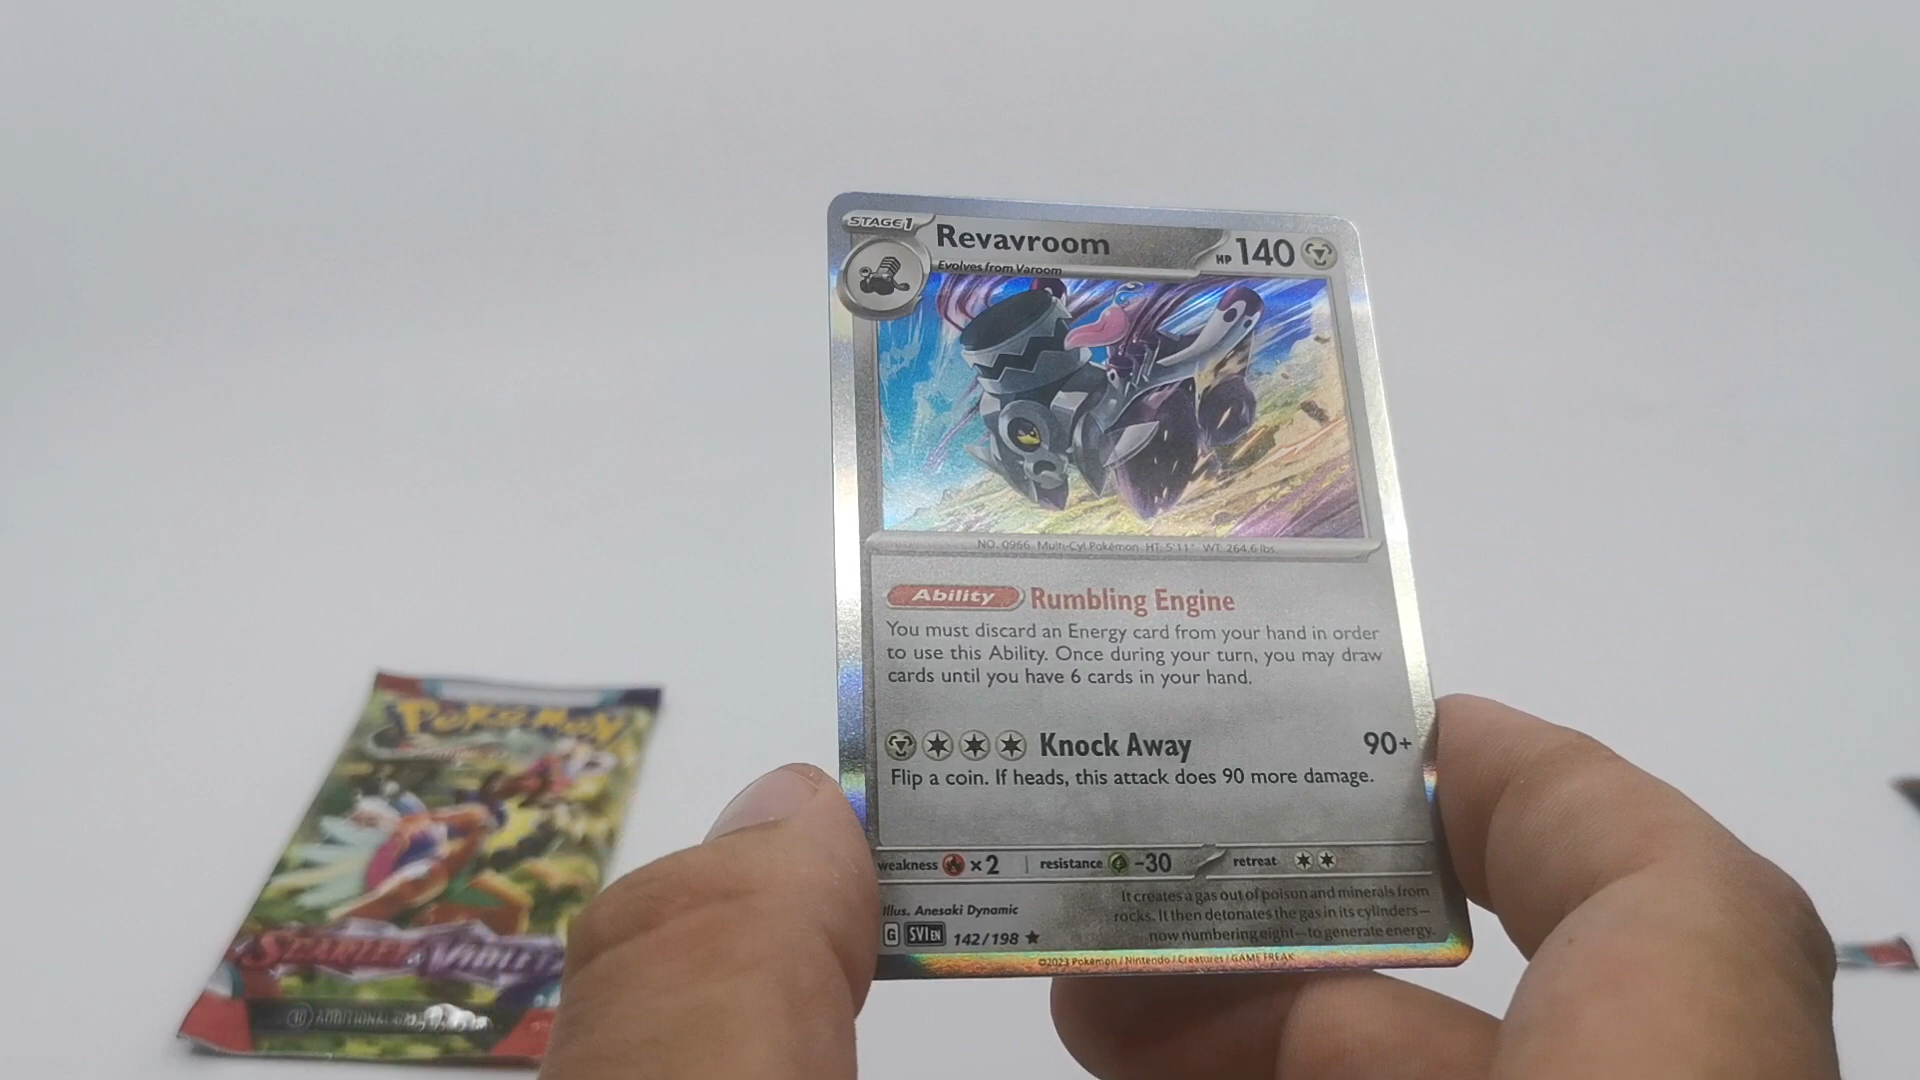 STAGE1
Revavroom
HP 140
Evolves from Varoom
NO. 0966 Multi-Cyl Pokémon HT: 5'11" WT: 264.6 lbs.
Ability Rumbling Engine
You must discard an Energy card from your hand in order
to use this Ability. Once during your turn, you may draw
cards until you have 6 cards in your hand.
Knock Away 90+
Flip a coin. If heads, this attack does 90 more damage.
weakness ×2 resistance -30 retreat
Illus. Anesaki Dynamic
It creates a gas out of poison and minerals from
rocks. It then detonates the gas in its cylinders—
now numbering eight—to generate energy.
G SVI EN 142/198
©2023 Pokémon / Nintendo / Creatures / GAME FREAK
POKÉMON
SCARLET & VIOLET
10 ADDITIONAL